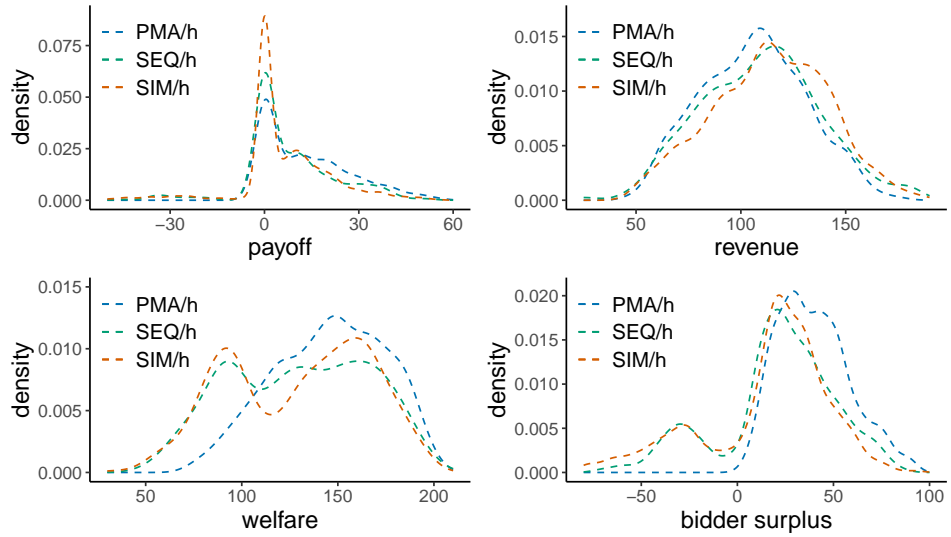 PMA/h
SEQ/h
SIM/h
0.075
0.050
0.025
0.000
density
−30
0
30
60
payoff
PMA/h
SEQ/h
SIM/h
0.015
0.010
0.005
0.000
density
50
100
150
revenue
PMA/h
SEQ/h
SIM/h
0.015
0.010
0.005
0.000
density
50
100
150
200
welfare
PMA/h
SEQ/h
SIM/h
0.020
0.015
0.010
0.005
0.000
density
−50
0
50
100
bidder surplus